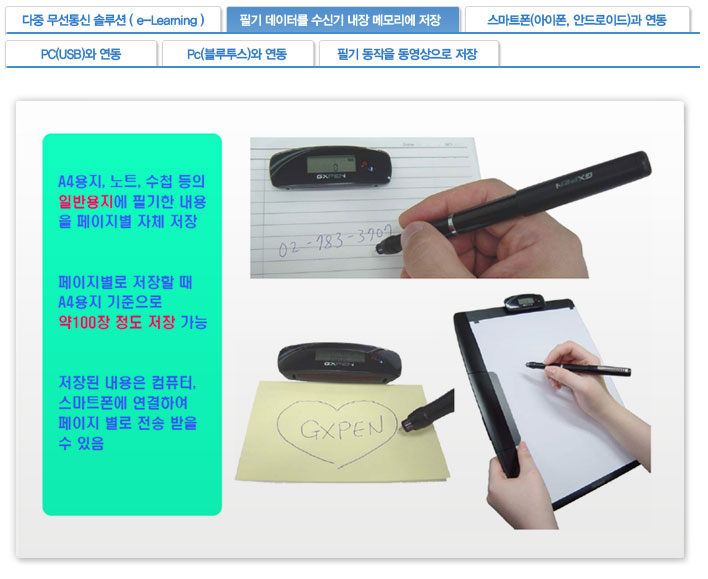 다중 무선통신 솔루션 ( e-Learning )
필기 데이터를 수신기 내장 메모리에 저장
스마트폰(아이폰, 안드로이드)과 연동
PC(USB)와 연동
Pc(블루투스)와 연동
필기 동작을 동영상으로 저장
A4용지, 노트, 수첩 등의
일반용지에 필기한 내용
을 페이지별 자체 저장
페이지별로 저장할 때
A4용지 기준으로
약100장 정도 저장 가능
저장된 내용은 컴퓨터,
스마트폰에 연결하여
페이지 별로 전송 받을
수 있음
GXPEN
GXPEN
02-783-3707
GXPEN
GXPEN